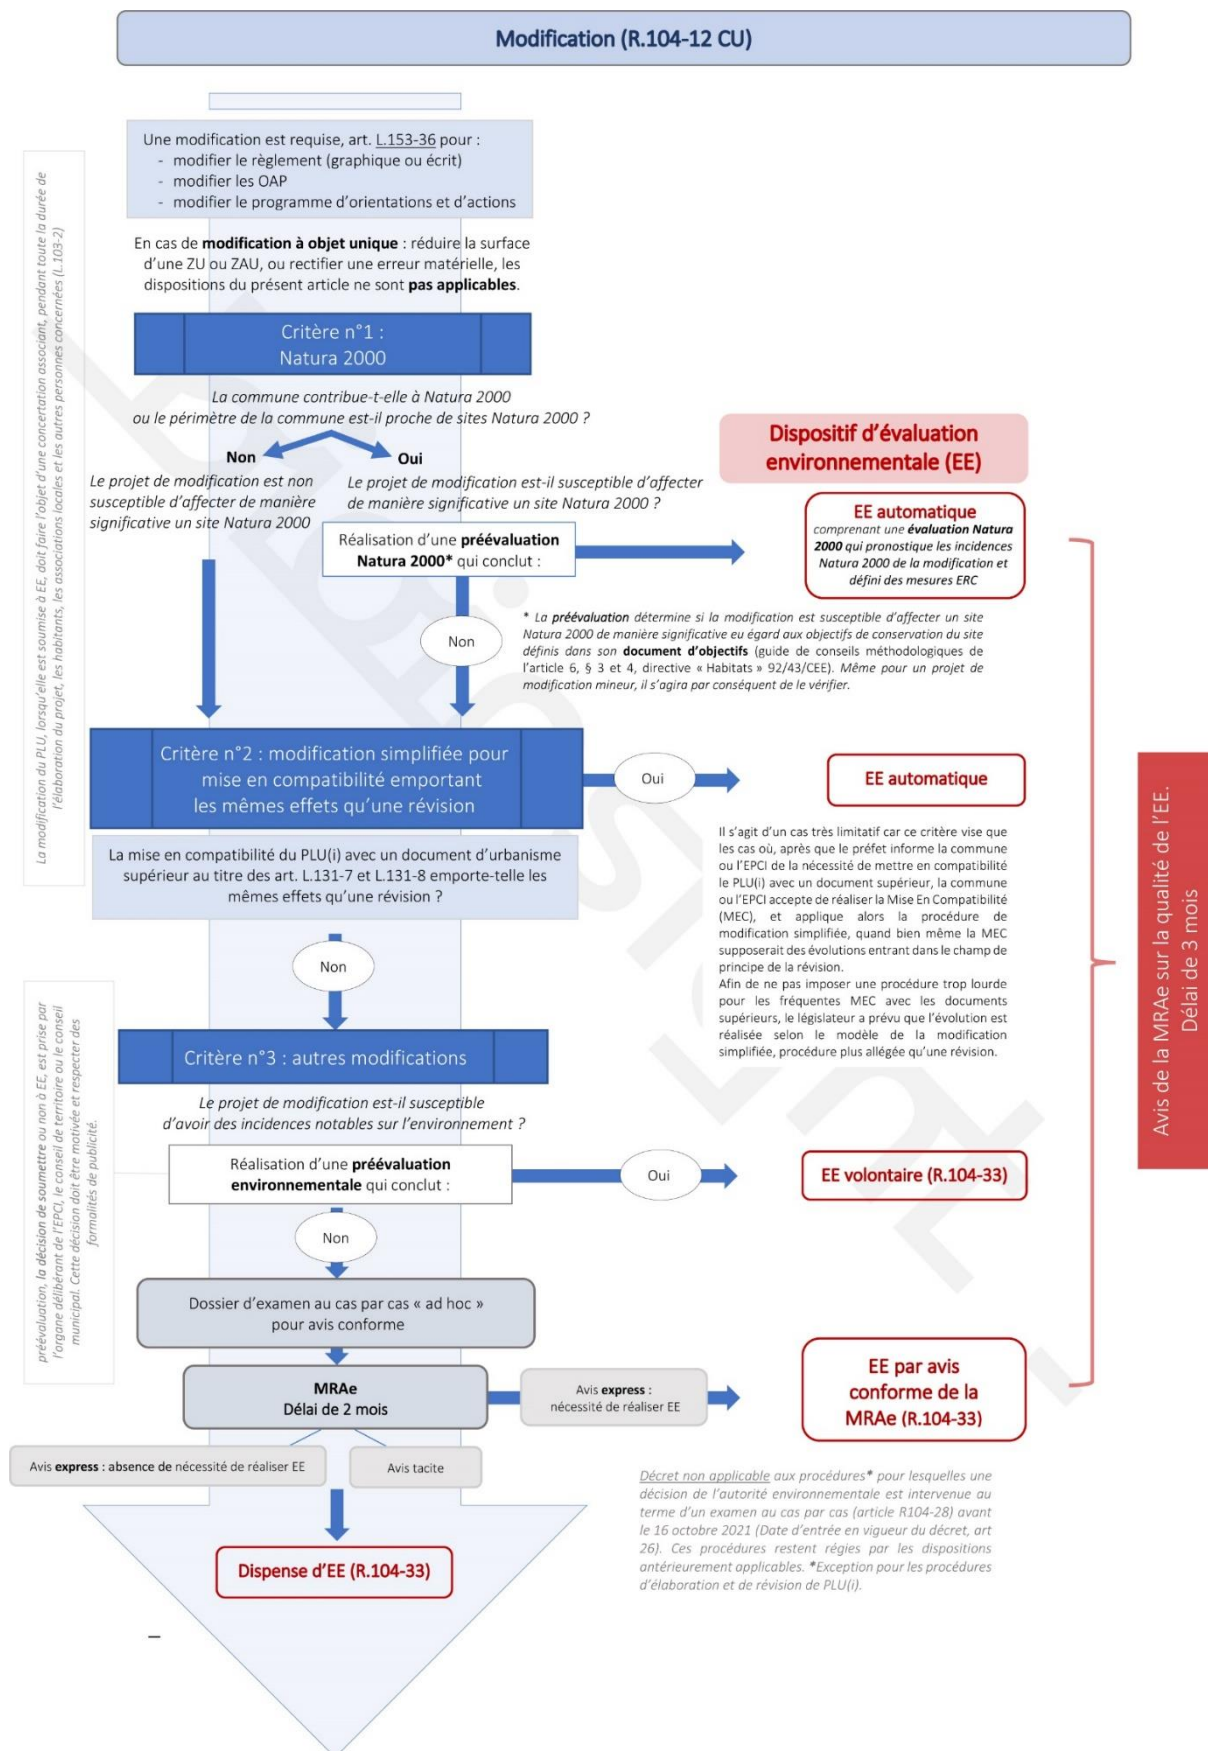 Modification (R.104-12 CU)
Une modification est requise, art. L.153-36 pour :
- modifier le règlement (graphique ou écrit)
- modifier les OAP
- modifier le programme d'orientations et d'actions
La modification du PLU, lorsqu'elle est soumise à EE, doit faire l'objet d'une concertation associant, pendant toute la durée de
l'élaboration du projet, les habitants, les associations locales et les autres personnes concernées (L.103-2)
En cas de modification à objet unique : réduire la surface
d'une ZU ou ZAU, ou rectifier une erreur matérielle, les
dispositions du présent article ne sont pas applicables.
Critère n°1 :
Natura 2000
La commune contribue-t-elle à Natura 2000
ou le périmètre de la commune est-il proche de sites Natura 2000 ?
Non
Le projet de modification est non
susceptible d'affecter de manière
significative un site Natura 2000
Oui
Le projet de modification est-il susceptible d'affecter
de manière significative un site Natura 2000 ?
Réalisation d'une préévaluation
Natura 2000* qui conclut :
Dispositif d'évaluation
environnementale (EE)
EE automatique
comprenant une évaluation Natura
2000 qui pronostique les incidences
Natura 2000 de la modification et
défini des mesures ERC
Non
* La préévaluation détermine si la modification est susceptible d'affecter un site
Natura 2000 de manière significative eu égard aux objectifs de conservation du site
définis dans son document d'objectifs (guide de conseils méthodologiques de
l'article 6, § 3 et 4, directive « Habitats » 92/43/CEE). Même pour un projet de
modification mineur, il s'agira par conséquent de le vérifier.
Critère n°2 : modification simplifiée pour
mise en compatibilité emportant
les mêmes effets qu'une révision
Oui
EE automatique
La mise en compatibilité du PLU(i) avec un document d'urbanisme
supérieur au titre des art. L.131-7 et L.131-8 emporte-telle les
mêmes effets qu'une révision ?
Il s'agit d'un cas très limitatif car ce critère vise que
les cas où, après que le préfet informe la commune
ou l'EPCI de la nécessité de mettre en compatibilité
le PLU(i) avec un document supérieur, la commune
ou l'EPCI accepte de réaliser la Mise En Compatibilité
(MEC), et applique alors la procédure de
modification simplifiée, quand bien même la MEC
supposerait des évolutions entrant dans le champ de
principe de la révision.
Afin de ne pas imposer une procédure trop lourde
pour les fréquentes MEC avec les documents
supérieurs, le législateur a prévu que l'évolution est
réalisée selon le modèle de la modification
simplifiée, procédure plus allégée qu'une révision.
Avis de la MRAe sur la qualité de l'EE.
Délai de 3 mois
Non
Critère n°3 : autres modifications
Le projet de modification est-il susceptible
d'avoir des incidences notables sur l'environnement ?
préévaluation, la décision de soumettre ou non à EE, est prise par
l'organe délibérant de l'EPCI, le conseil de territoire ou le conseil
municipal. Cette décision doit être motivée et respecter des
formalités de publicité.
Réalisation d'une préévaluation
environnementale qui conclut :
Oui
EE volontaire (R.104-33)
Non
Dossier d'examen au cas par cas « ad hoc »
pour avis conforme
MRAe
Délai de 2 mois
Avis express :
nécessité de réaliser EE
EE par avis
conforme de la
MRAe (R.104-33)
Avis express : absence de nécessité de réaliser EE
Avis tacite
Dispense d'EE (R.104-33)
Décret non applicable aux procédures* pour lesquelles une
décision de l'autorité environnementale est intervenue au
terme d'un examen au cas par cas (article R104-28) avant
le 16 octobre 2021 (Date d'entrée en vigueur du décret, art
26). Ces procédures restent régies par les dispositions
antérieurement applicables. *Exception pour les procédures
d'élaboration et de révision de PLU(i).